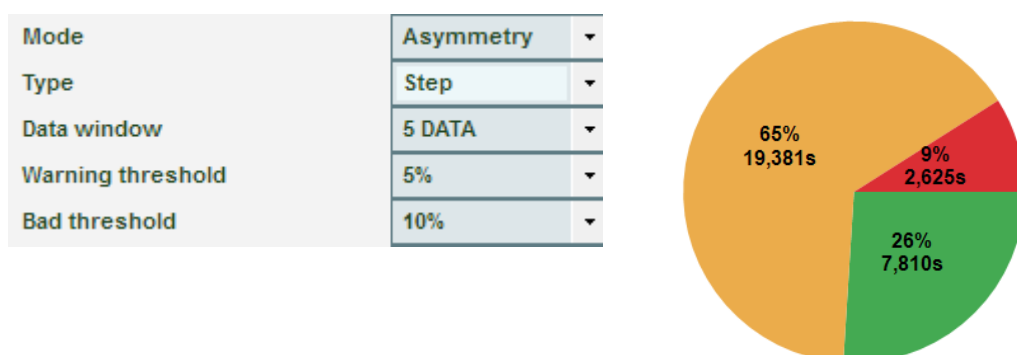 Mode Asymmetry
Type Step
Data window 5 DATA
Warning threshold 5%
Bad threshold 10%
65%
19,381s
9%
2,625s
26%
7,810s